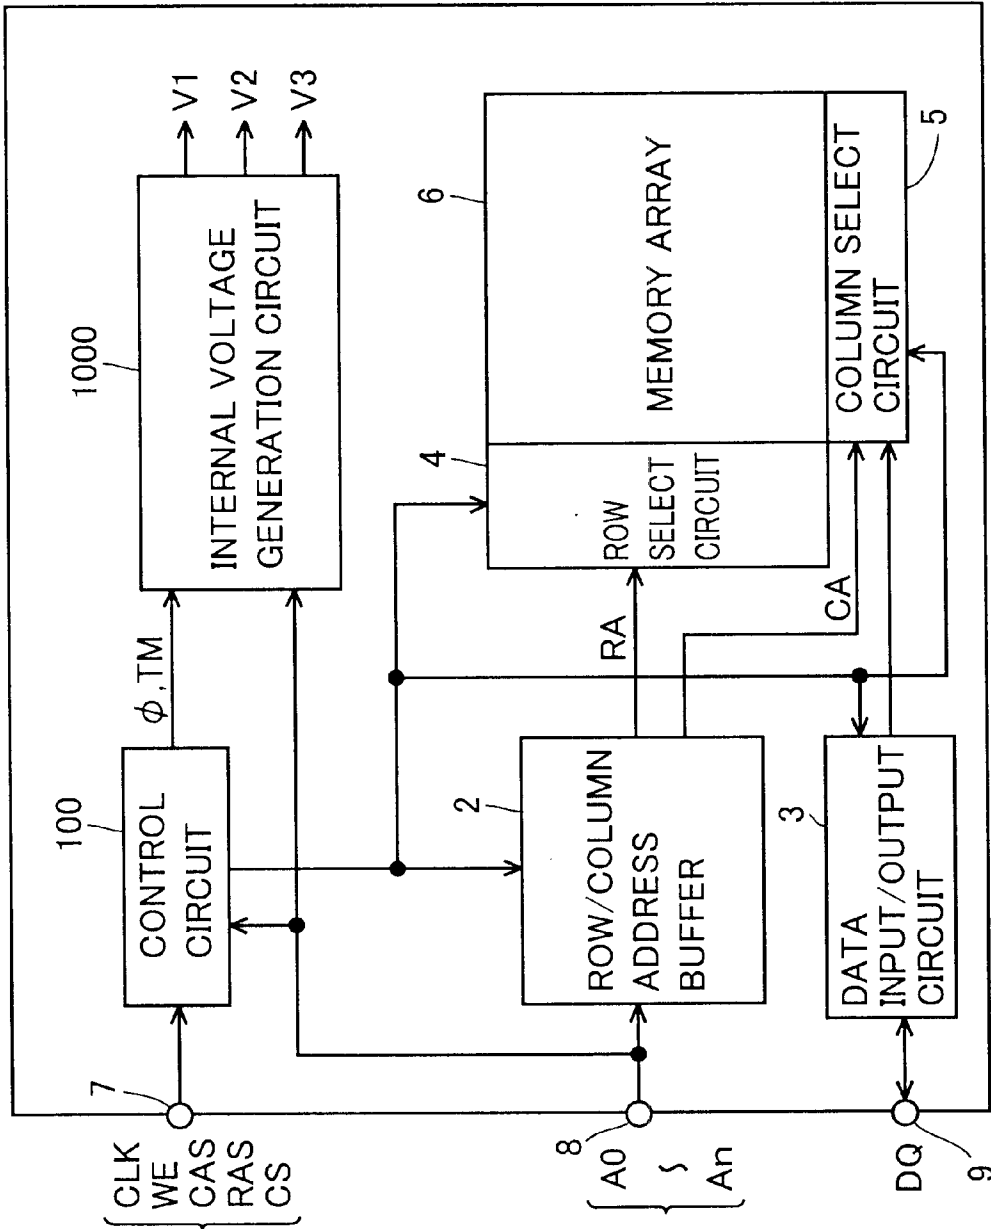 CLK
WE
CAS
RAS
CS
7
100
CONTROL
CIRCUIT
ϕ,TM
1000
INTERNAL VOLTAGE
GENERATION CIRCUIT
V1
V2
V3
A0
~
An
8
2
ROW/COLUMN
ADDRESS
BUFFER
RA
CA
4
ROW
SELECT
CIRCUIT
6
MEMORY ARRAY
COLUMN SELECT
CIRCUIT
5
DQ
9
3
DATA
INPUT/OUTPUT
CIRCUIT